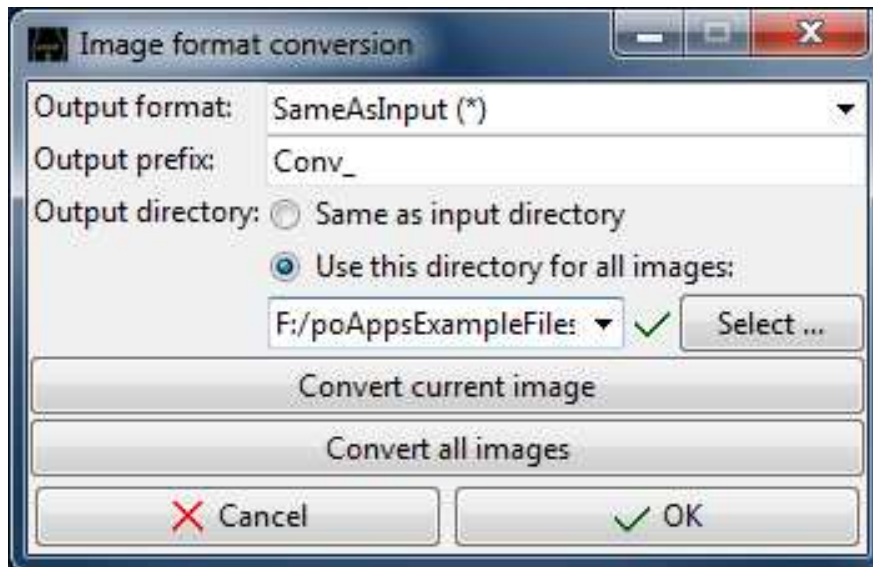 Image format conversion
Output format: SameAsInput (*)
Output prefix: Conv_
Output directory: Same as input directory
Use this directory for all images:
F:/poAppsExampleFiles Select ...
Convert current image
Convert all images
Cancel OK